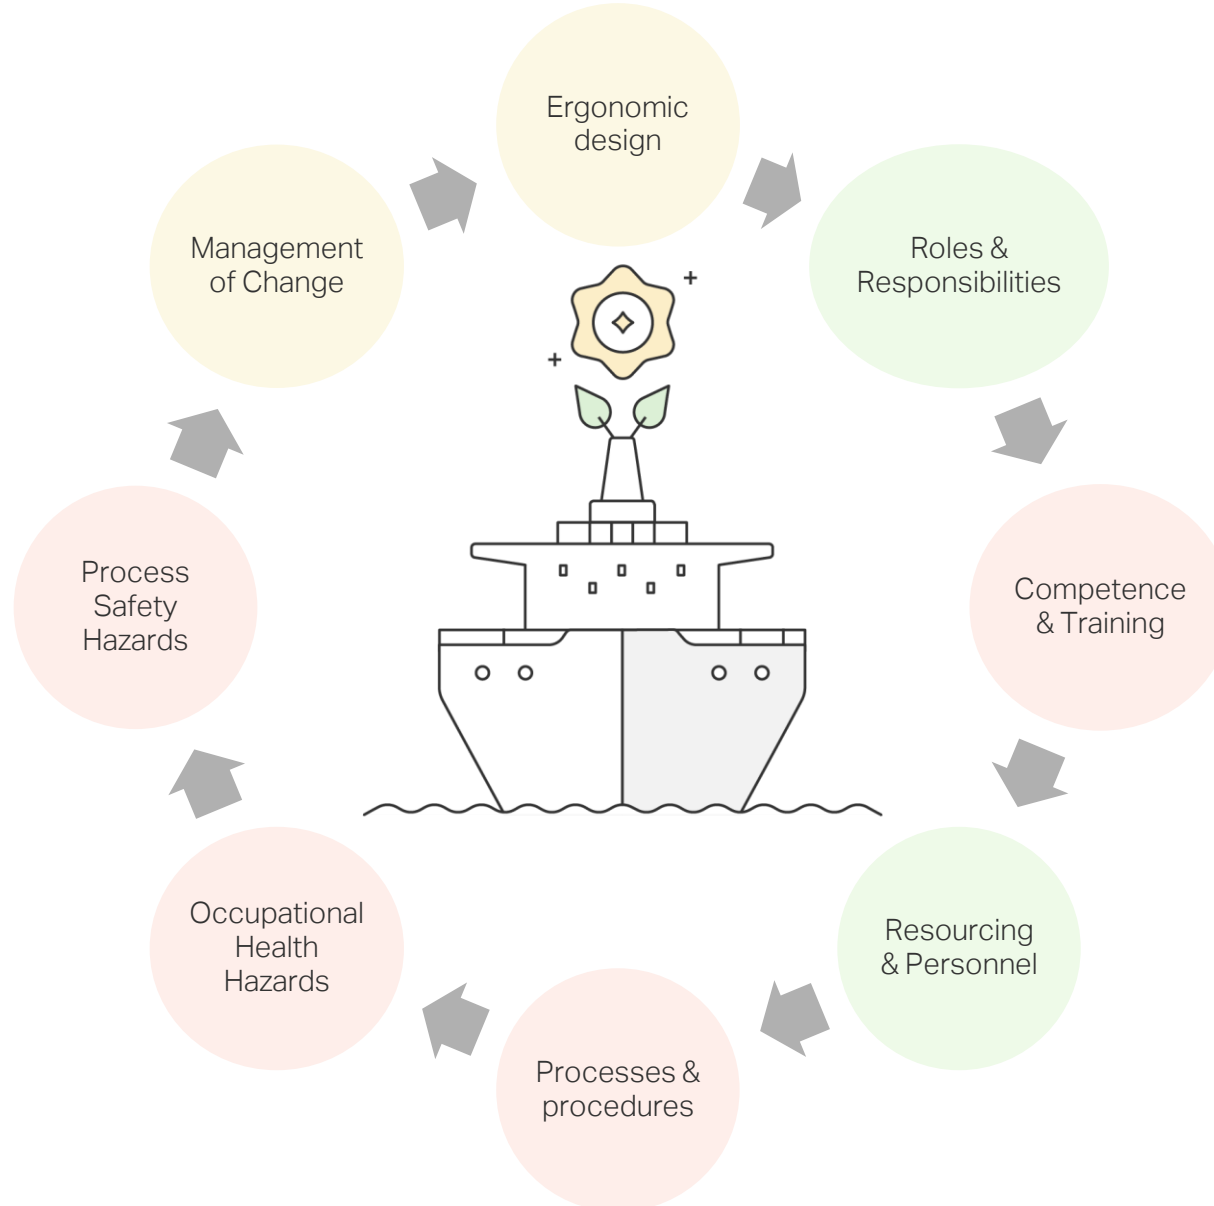 Ergonomic
design
Roles &
Responsibilities
Competence
& Training
Resourcing
& Personnel
Processes &
procedures
Occupational
Health
Hazards
Process
Safety
Hazards
Management
of Change